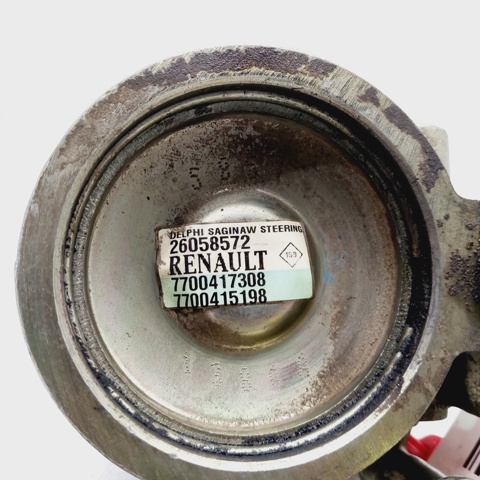 DELPHI SAGINAW STEERING
26058572
RENAULT
7700417308
7700415198